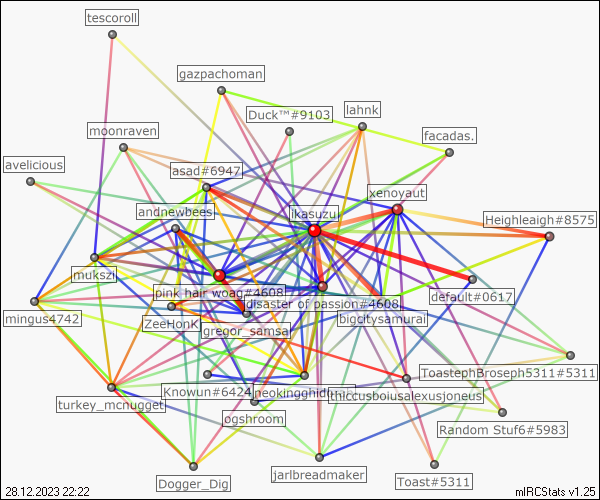 tescoroll
gazpachoman
Duck™#9103
lahnk
moonraven
facadas.
avelicious
asad#6947
xenoyaut
andnewbees
ikasuzu
Heighleaigh#8575
mukszi
pink hair woag#4608
disaster of passion#4608
default#0617
mingus4742
ZeeHonK
gregor_samsa
bigcitysamurai
ToastephBroseph5311#5311
Knowun#6424
turkey_mcnugget
ogshroom
Random Stuf6#5983
Dogger_Dig
jarlbreadmaker
Toast#5311
28.12.2023 22:22
mIRCStats v1.25